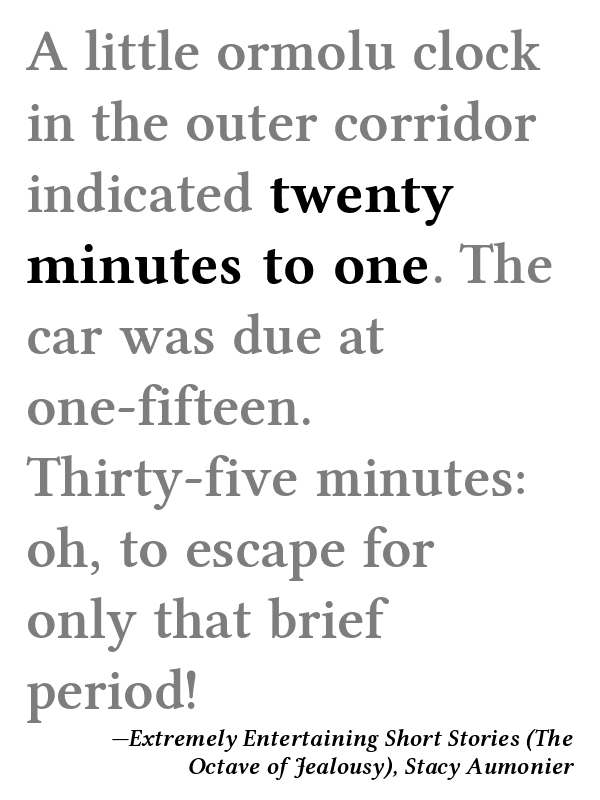 A little ormolu clock
in the outer corridor
indicated twenty
minutes to one. The
car was due at
one-fifteen.
Thirty-five minutes:
oh, to escape for
only that brief
period!
—Extremely Entertaining Short Stories (The
Octave of Jealousy), Stacy Aumonier